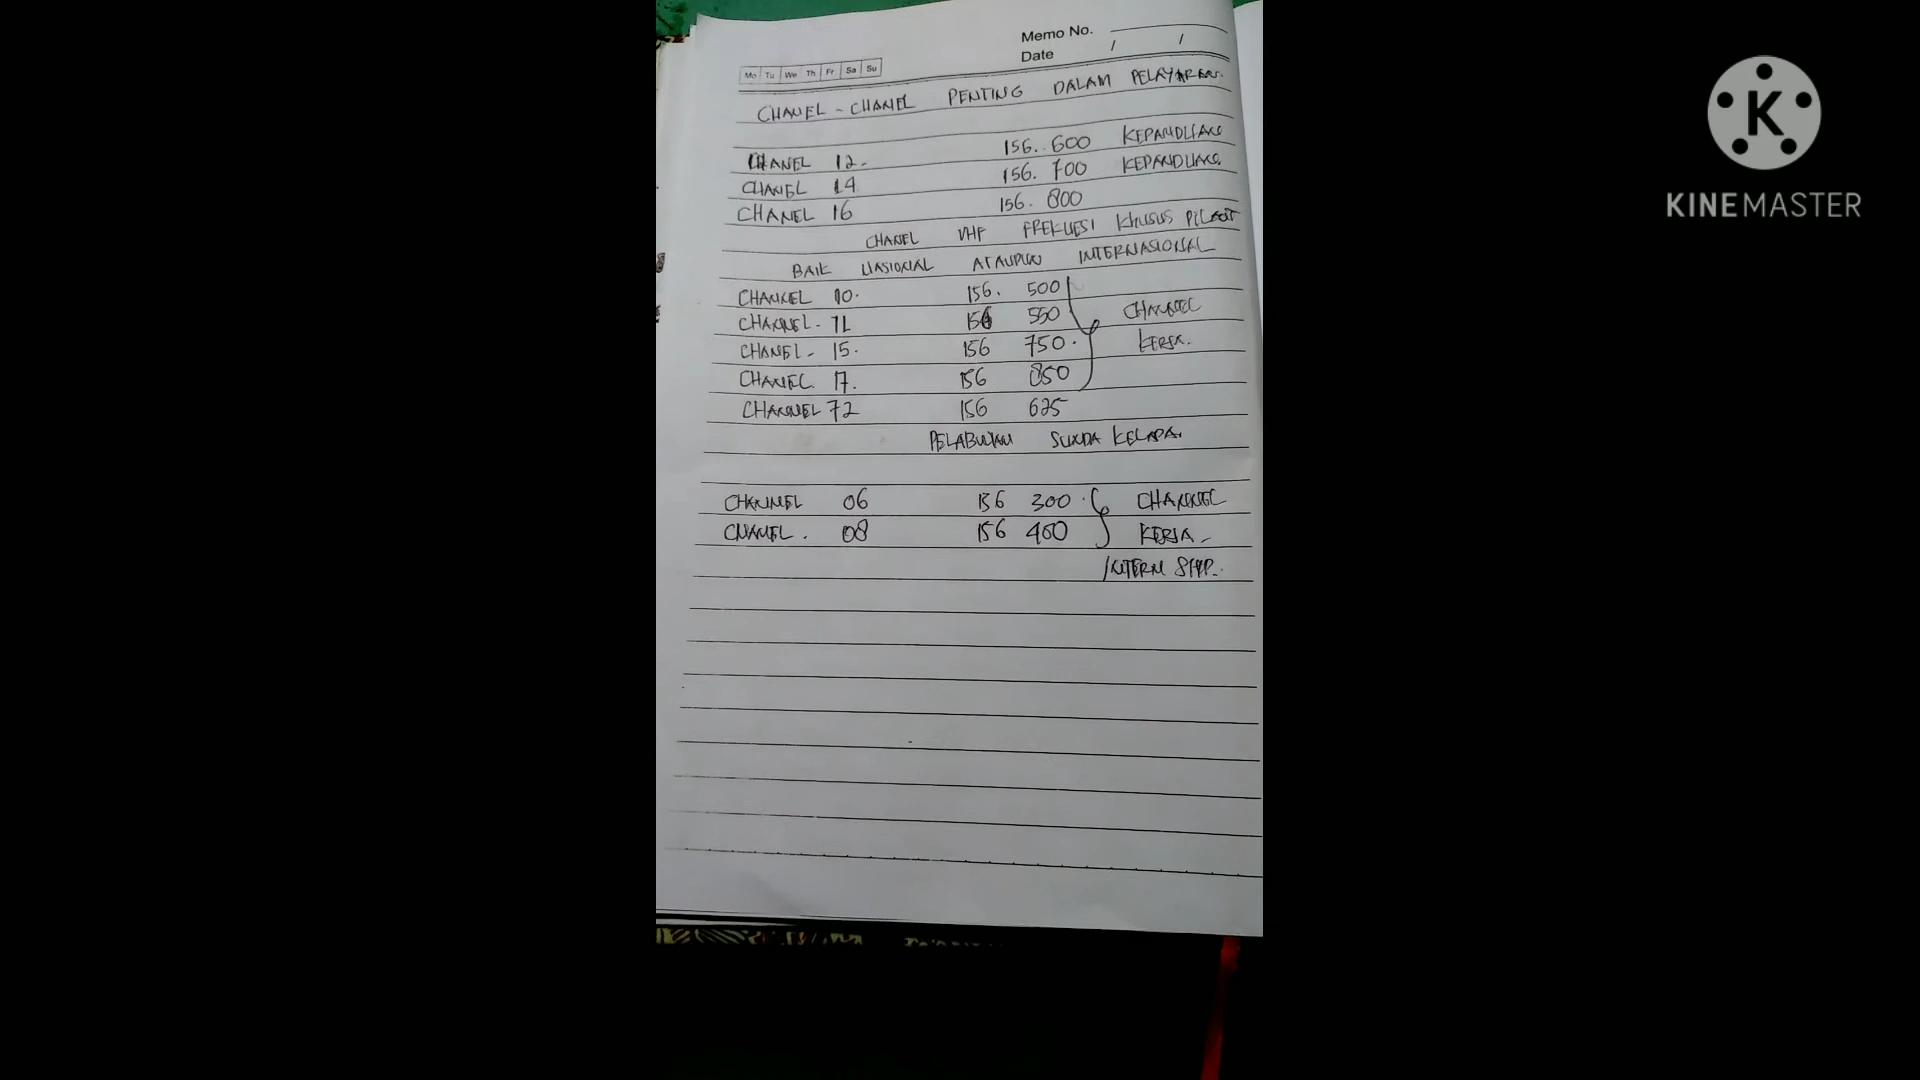 Memo No.
Date / /
Mo Tu We Th Fr Sa Su
CHANEL - CHANEL PENTING DALAM PELAYARAN.
CHANEL 12. 156. 600 KEPANDUAN
CHANEL 14 156. 700 KEPANDUAN
CHANEL 16 156. 800
CHANEL VHF FREKUESI KHUSUS
BAIK NASIONAL ATAUPUN INTERNASIONAL
CHANNEL 10. 156. 500
CHANNEL - 11 156 550 CHANNEL
CHANEL - 15. 156 750. KERJA.
CHANEL. 17. 156 850
CHANNEL 72 156 625
PELABUHAN SUNDA KELAPA.
CHANNEL 06 156 300. CHANNEL
CHANEL. 08 156 400 KERJA -
INTERN SHIP.
K
KINEMASTER